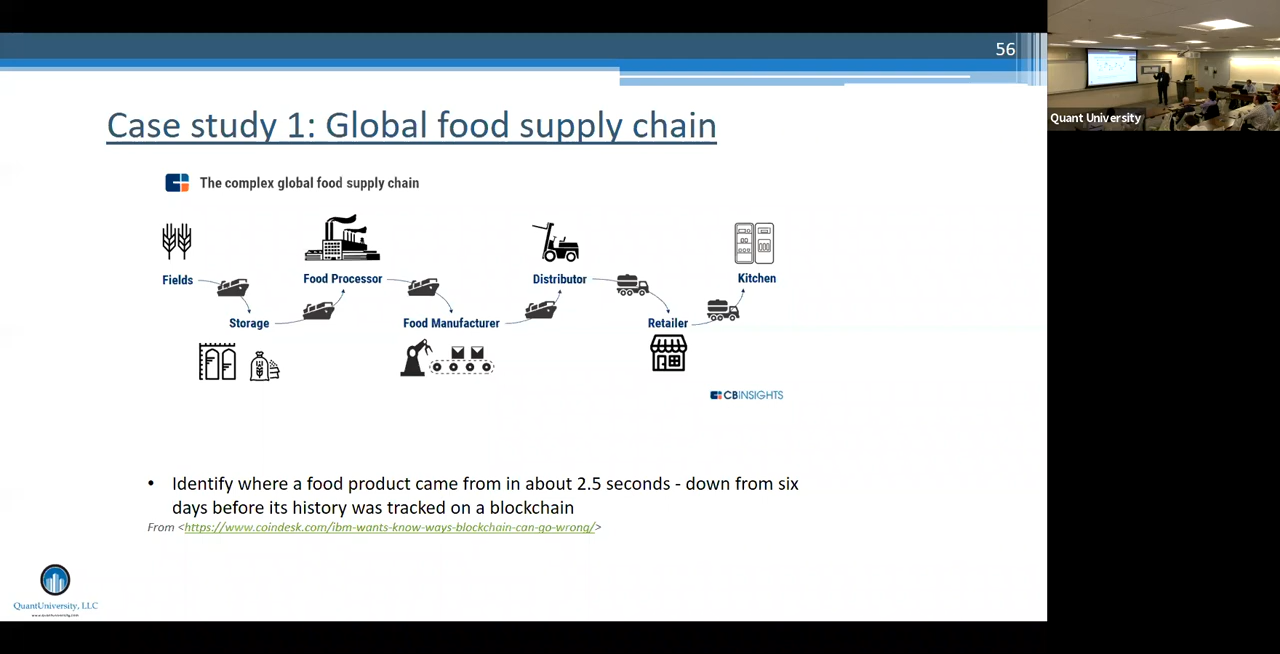 56
Quant University
Case study 1: Global food supply chain
The complex global food supply chain
Fields
Food Processor
Distributor
Kitchen
Storage
Food Manufacturer
Retailer
CBINSIGHTS
• Identify where a food product came from in about 2.5 seconds - down from six
days before its history was tracked on a blockchain
From <https://www.coindesk.com/ibm-wants-know-ways-blockchain-can-go-wrong/>
QuantUniversity, LLC